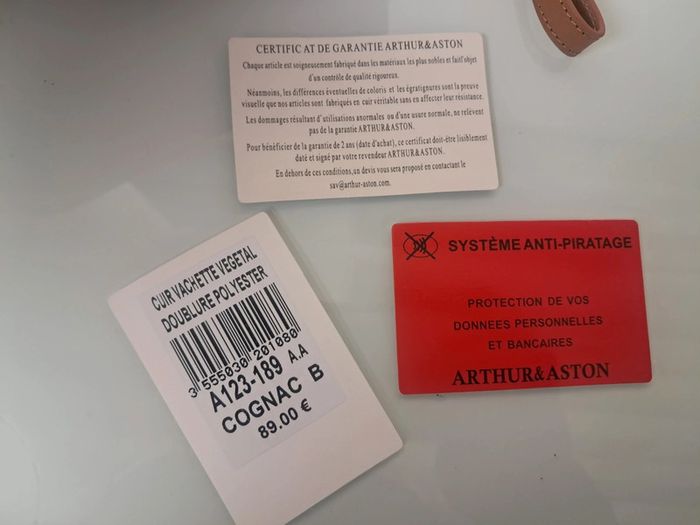 CERTIFIC AT DE GARANTIE ARTHUR&ASTON
Chaque article est soigneusement fabriqué dans les matériaux les plus nobles et faitl objet
d'un contrôle de qualité rigoureux.
Néanmoins, les différences éventuelles de coloris et les égratignures sont la preuve
visuelle que nos articles sont fabriqués en cuir véritable sans en affecter leur résistance.
Les dommages résultant d' utilisations anormales ou d'une usure normale, ne relèvent
pas de la garantie ARTHUR&ASTON.
Pour bénéficier de la garantie de 2 ans (date d'achat), ce certificat doit-être lisiblement
daté et signé par votre revendeur ARTHUR&ASTON.
En dehors de ces conditions, un devis vous sera proposé en contactant le
sav@arthur-aston.com.
SYSTÈME ANTI-PIRATAGE
PROTECTION DE VOS
DONNEES PERSONNELLES
ET BANCAIRES
ARTHUR&ASTON
CUIR VACHETTE VEGETAL
DOUBLURE POLYESTER
3 555030 201080
A123-189 A.A
COGNAC B
89.00 €